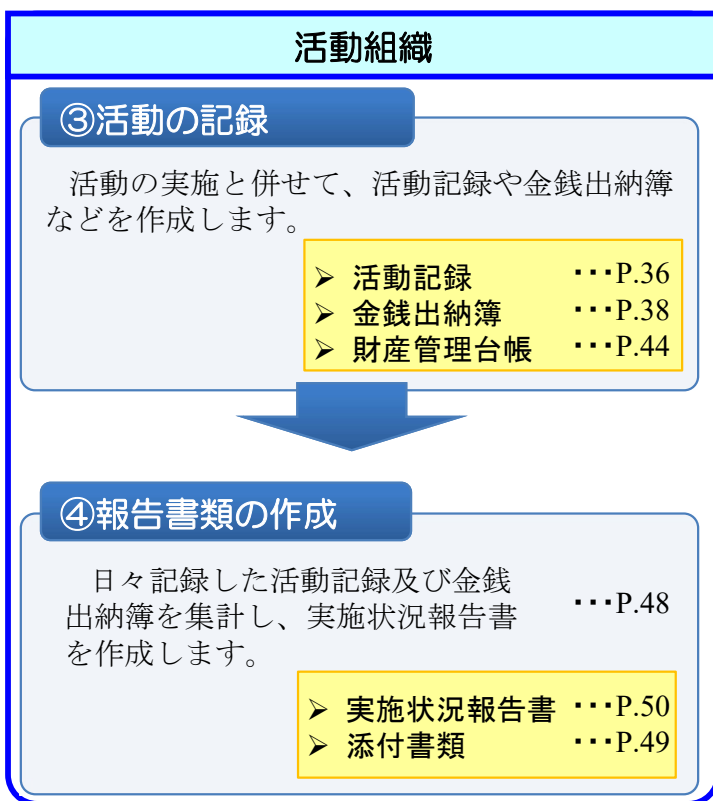 活動組織
③活動の記録
活動の実施と併せて、活動記録や金銭出納簿
などを作成します。
➢ 活動記録 ･･･P.36
➢ 金銭出納簿 ･･･P.38
➢ 財産管理台帳 ･･･P.44
④報告書類の作成
日々記録した活動記録及び金銭
出納簿を集計し、実施状況報告書 ･･･P.48
を作成します。
➢ 実施状況報告書 ･･･P.50
➢ 添付書類 ･･･P.49